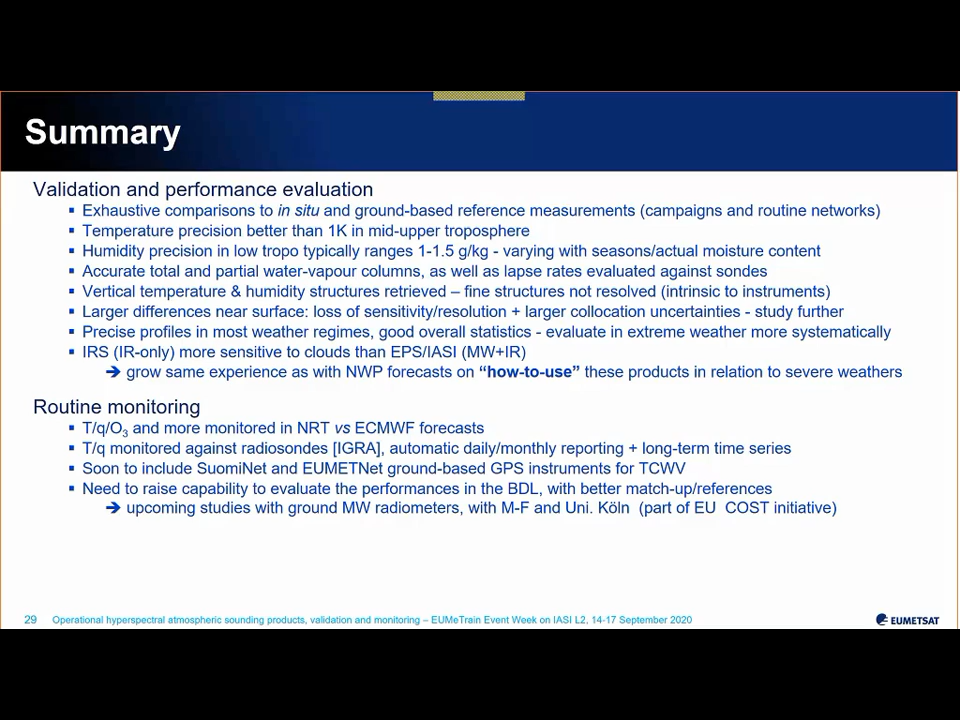 Summary
Validation and performance evaluation
▪ Exhaustive comparisons to in situ and ground-based reference measurements (campaigns and routine networks)
▪ Temperature precision better than 1K in mid-upper troposphere
▪ Humidity precision in low tropo typically ranges 1-1.5 g/kg - varying with seasons/actual moisture content
▪ Accurate total and partial water-vapour columns, as well as lapse rates evaluated against sondes
▪ Vertical temperature & humidity structures retrieved – fine structures not resolved (intrinsic to instruments)
▪ Larger differences near surface: loss of sensitivity/resolution + larger collocation uncertainties - study further
▪ Precise profiles in most weather regimes, good overall statistics - evaluate in extreme weather more systematically
▪ IRS (IR-only) more sensitive to clouds than EPS/IASI (MW+IR)
➔ grow same experience as with NWP forecasts on “how-to-use” these products in relation to severe weathers
Routine monitoring
▪ T/q/O3 and more monitored in NRT vs ECMWF forecasts
▪ T/q monitored against radiosondes [IGRA], automatic daily/monthly reporting + long-term time series
▪ Soon to include SuomiNet and EUMETNet ground-based GPS instruments for TCWV
▪ Need to raise capability to evaluate the performances in the BDL, with better match-up/references
➔ upcoming studies with ground MW radiometers, with M-F and Uni. Köln (part of EU COST initiative)
29 Operational hyperspectral atmospheric sounding products, validation and monitoring – EUMeTrain Event Week on IASI L2, 14-17 September 2020
EUMETSAT